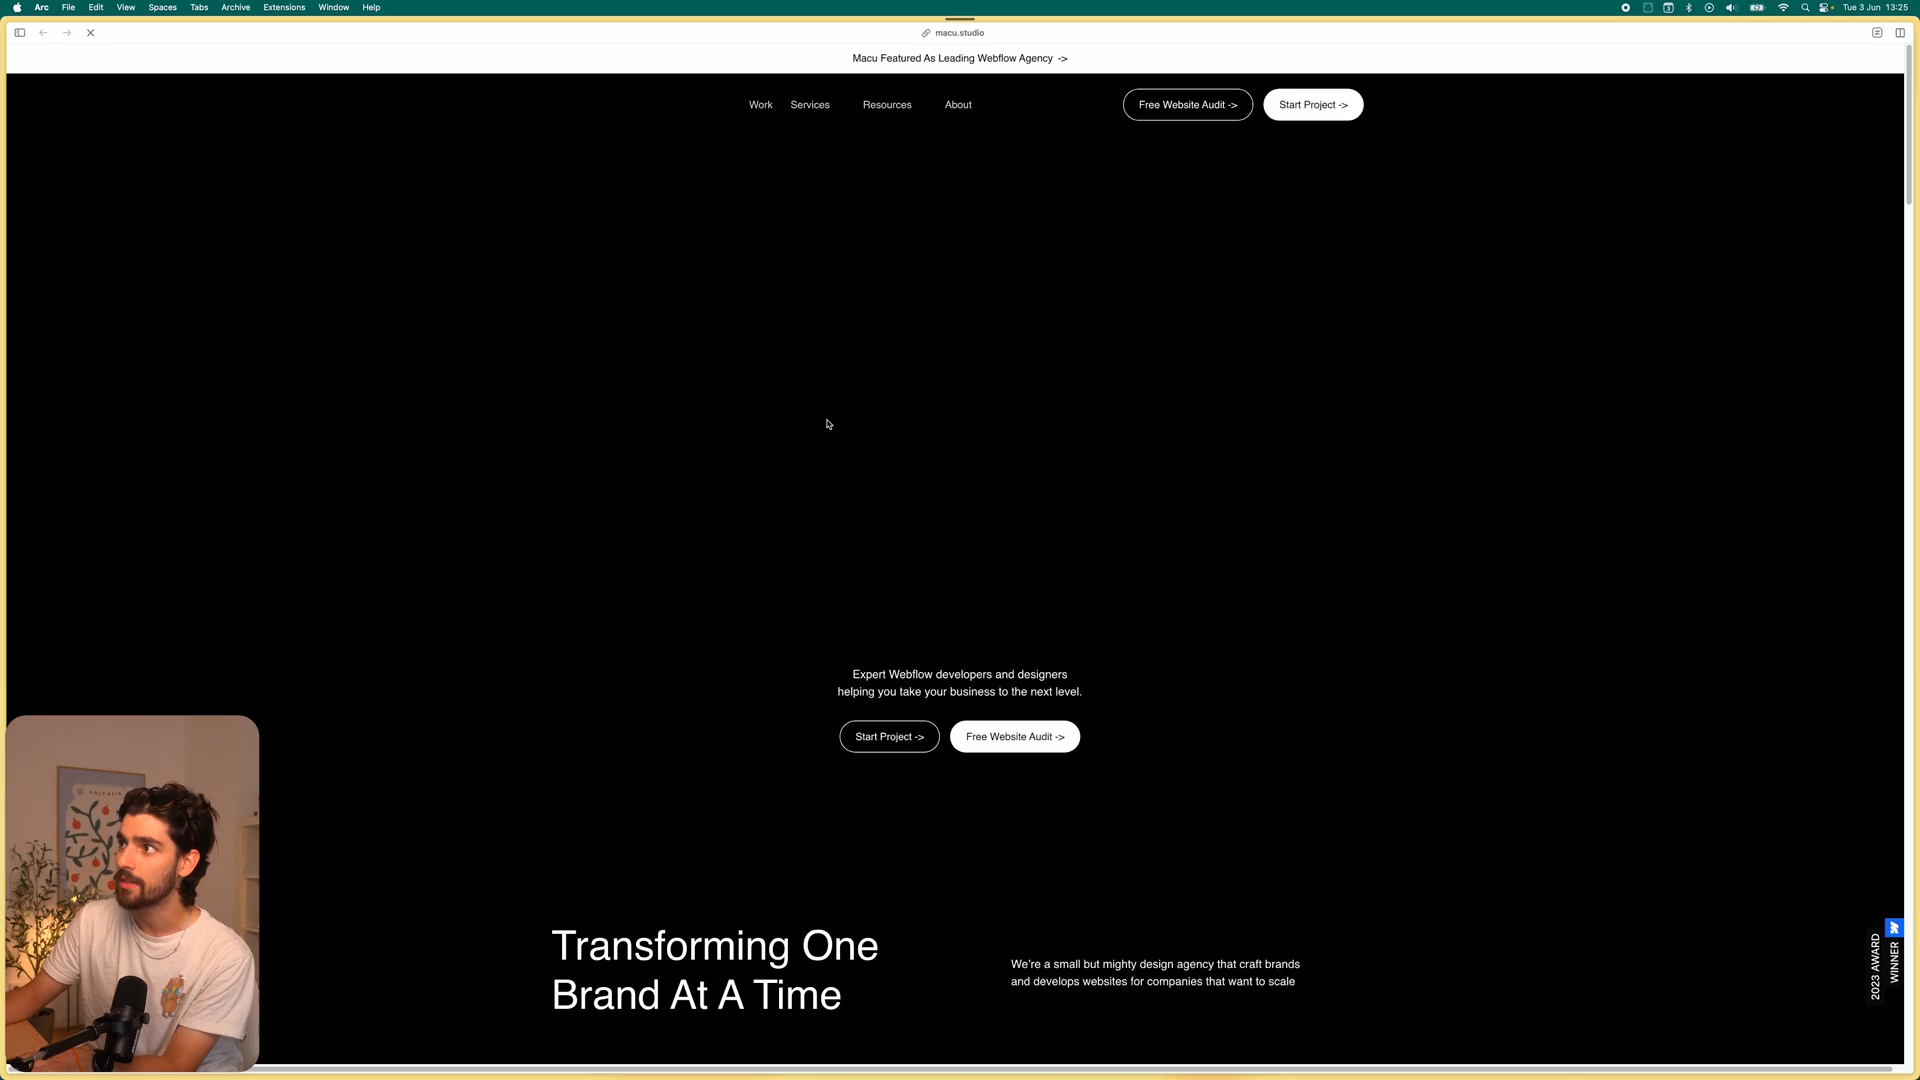 Arc File Edit View Spaces Tabs Archive Extensions Window Help
3
Tue 3 Jun 13:25
macu.studio
Macu Featured As Leading Webflow Agency ->
Work Services Resources About
Free Website Audit ->
Start Project ->
Expert Webflow developers and designers
helping you take your business to the next level.
Start Project ->
Free Website Audit ->
Transforming One
Brand At A Time
We're a small but mighty design agency that craft brands
and develops websites for companies that want to scale
2023 AWARD
WINNER